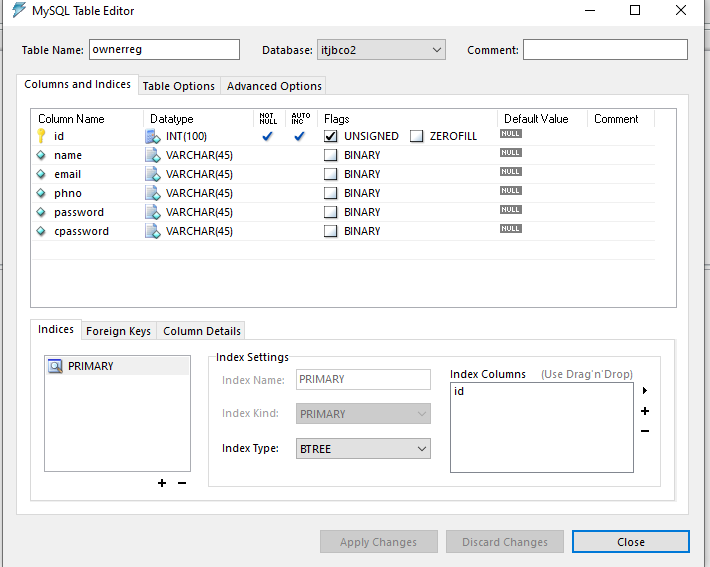 MySQL Table Editor
Table Name: ownerreg Database: itjbco2 Comment:
Columns and Indices Table Options Advanced Options
Column Name Datatype NOT NULL AUTO INC Flags Default Value Comment
id INT(100) UNSIGNED ZEROFILL NULL
name VARCHAR(45) BINARY NULL
email VARCHAR(45) BINARY NULL
phno VARCHAR(45) BINARY NULL
password VARCHAR(45) BINARY NULL
cpassword VARCHAR(45) BINARY NULL
Indices Foreign Keys Column Details
PRIMARY
Index Settings
Index Name: PRIMARY
Index Kind: PRIMARY
Index Type: BTREE
Index Columns (Use Drag'n'Drop)
id
Apply Changes Discard Changes Close